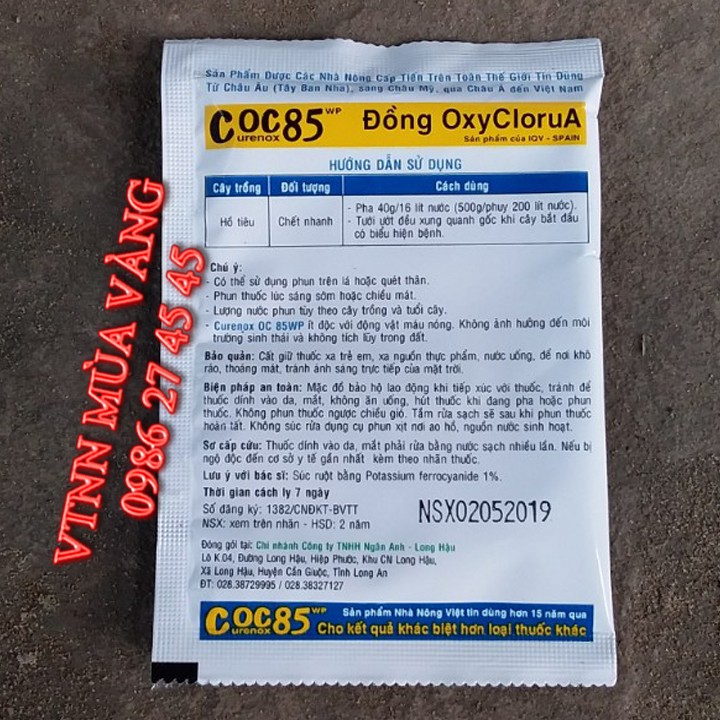 Sản Phẩm Được Các Nhà Nông Cấp Tiến Trên Toàn Thế Giới Tin Dùng
Từ Châu Âu (Tây Ban Nha), sang Châu Mỹ, qua Châu Á đến Việt Nam
Curenox OC85 WP Đồng OxyCloruA
Sản phẩm của IQV - SPAIN
HƯỚNG DẪN SỬ DỤNG
Cây trồng Đối tượng Cách dùng
Hồ tiêu Chết nhanh - Pha 40g/16 lít nước (500g/phuy 200 lít nước).
- Tưới ướt đều xung quanh gốc khi cây bắt đầu
có biểu hiện bệnh.
Chú ý:
- Có thể sử dụng phun trên lá hoặc quét thân.
- Phun thuốc lúc sáng sớm hoặc chiều mát.
- Lượng nước phun tùy theo cây trồng và tuổi cây.
- Curenox OC 85WP ít độc với động vật máu nóng. Không ảnh hưởng đến môi
trường sinh thái và không tích lũy trong đất.
Bảo quản: Cất giữ thuốc xa trẻ em, xa nguồn thực phẩm, nước uống, để nơi khô
ráo, thoáng mát, tránh ánh sáng trực tiếp của mặt trời.
Biện pháp an toàn: Mặc đồ bảo hộ lao động khi tiếp xúc với thuốc, tránh để
thuốc dính vào da, mắt, không ăn uống, hút thuốc khi đang pha hoặc phun
thuốc. Không phun thuốc ngược chiều gió. Tắm rửa sạch sẽ sau khi phun thuốc
hoàn tất. Không súc rửa dụng cụ phun xịt nơi ao hồ, nguồn nước sinh hoạt.
Sơ cấp cứu: Thuốc dính vào da, mắt phải rửa bằng nước sạch nhiều lần. Nếu bị
ngộ độc đến cơ sở y tế gần nhất kèm theo nhãn thuốc.
Lưu ý với bác sĩ: Súc ruột bằng Potassium ferrocyanide 1%.
Thời gian cách ly 7 ngày
Số đăng ký: 1382/CNĐKT-BVTT
NSX: xem trên nhãn - HSD: 2 năm
NSX02052019
Đóng gói tại: Chi nhánh Công ty TNHH Ngân Anh - Long Hậu
Lô K.04, Đường Long Hậu, Hiệp Phước, Khu CN Long Hậu,
Xã Long Hậu, Huyện Cần Giuộc, Tỉnh Long An
ĐT: 028.38729995 / 028.38327127
Curenox OC85 WP Sản phẩm Nhà Nông Việt tin dùng hơn 15 năm qua
Cho kết quả khác biệt hơn loại thuốc khác
VTNN MÙA VÀNG
0986 27 45 45